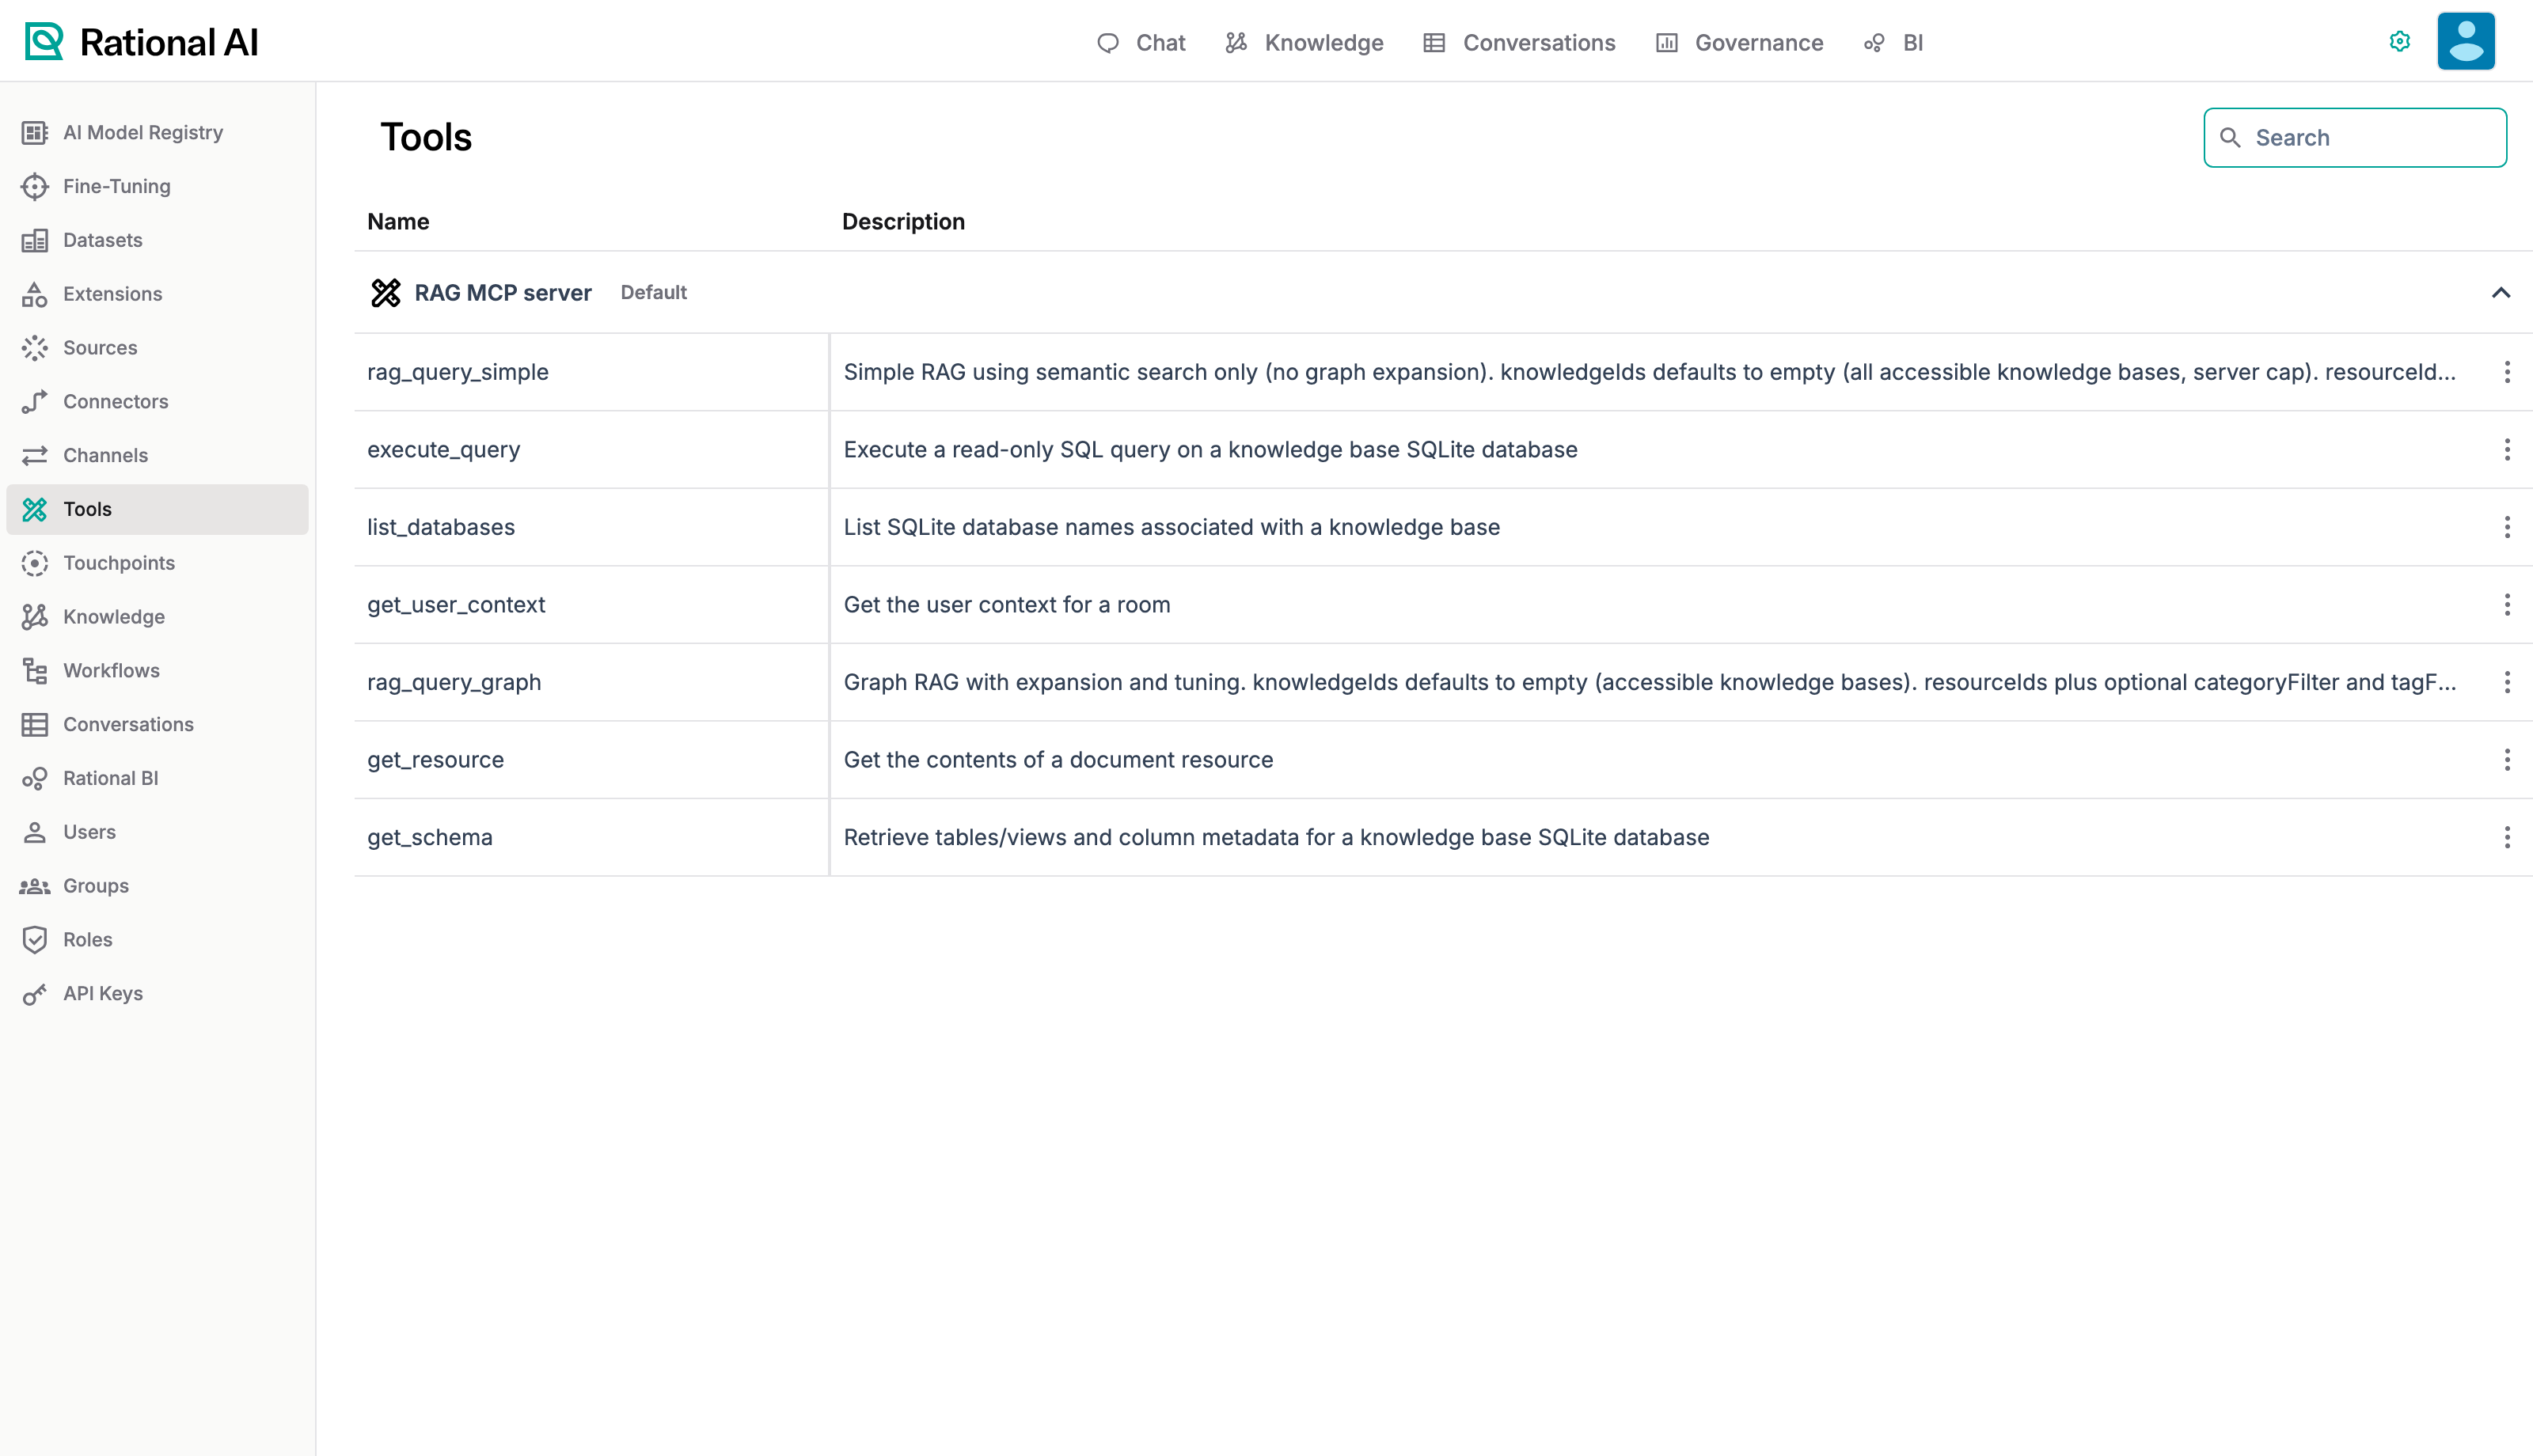 Rational AI
Chat Knowledge Conversations Governance BI
AI Model Registry
Fine-Tuning
Datasets
Extensions
Sources
Connectors
Channels
Tools
Touchpoints
Knowledge
Workflows
Conversations
Rational BI
Users
Groups
Roles
API Keys
Tools
Search
Name Description
RAG MCP server Default
rag_query_simple Simple RAG using semantic search only (no graph expansion). knowledgeIds defaults to empty (all accessible knowledge bases, server cap). resourceId...
execute_query Execute a read-only SQL query on a knowledge base SQLite database
list_databases List SQLite database names associated with a knowledge base
get_user_context Get the user context for a room
rag_query_graph Graph RAG with expansion and tuning. knowledgeIds defaults to empty (accessible knowledge bases). resourceIds plus optional categoryFilter and tagF...
get_resource Get the contents of a document resource
get_schema Retrieve tables/views and column metadata for a knowledge base SQLite database